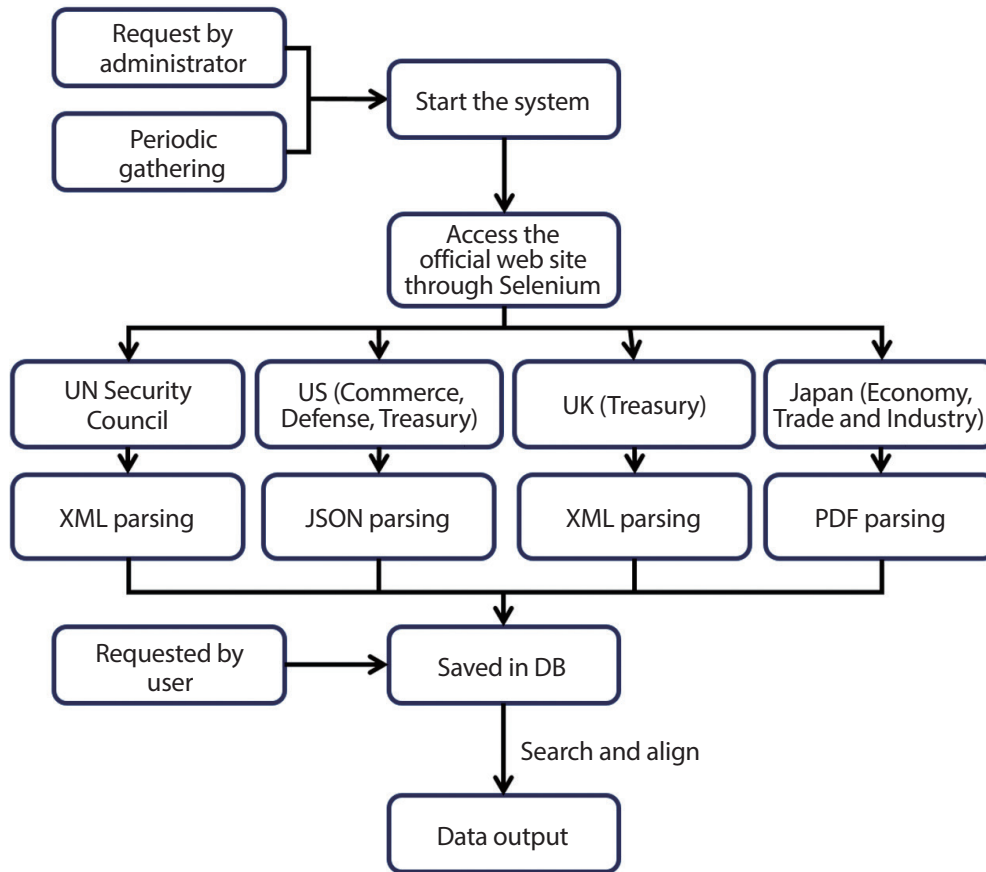 Request by
administrator
Periodic
gathering
Start the system
Access the
official web site
through Selenium
UN Security
Council
US (Commerce,
Defense, Treasury)
UK (Treasury)
Japan (Economy,
Trade and Industry)
XML parsing
JSON parsing
XML parsing
PDF parsing
Requested by
user
Saved in DB
Search and align
Data output